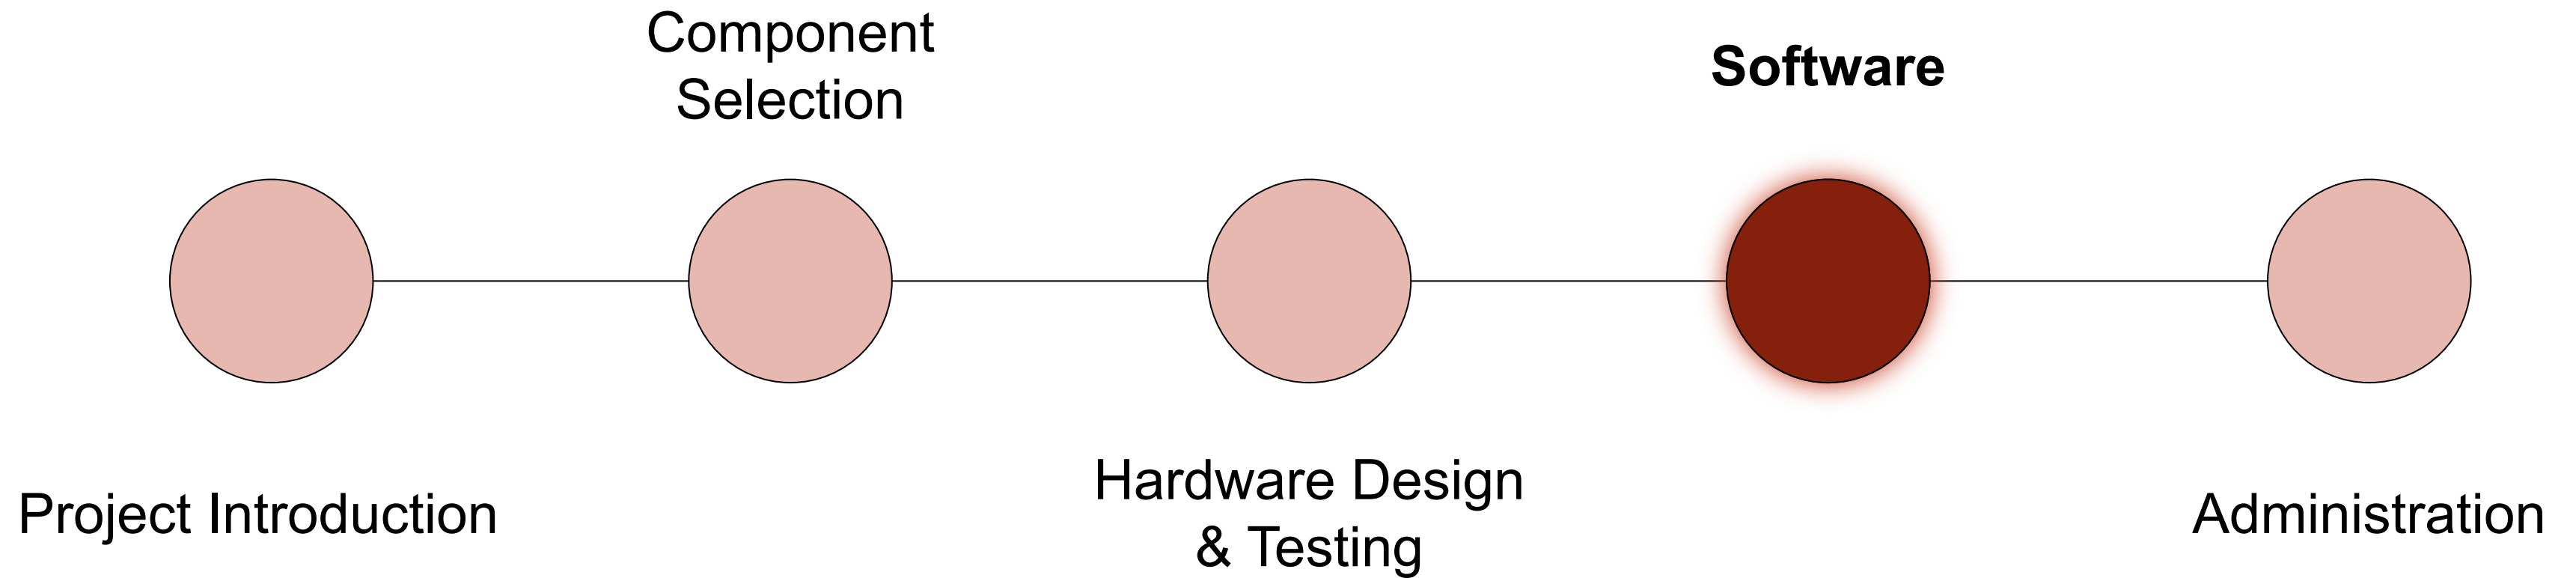 Component
Selection
Software
Project Introduction
Hardware Design
& Testing
Administration